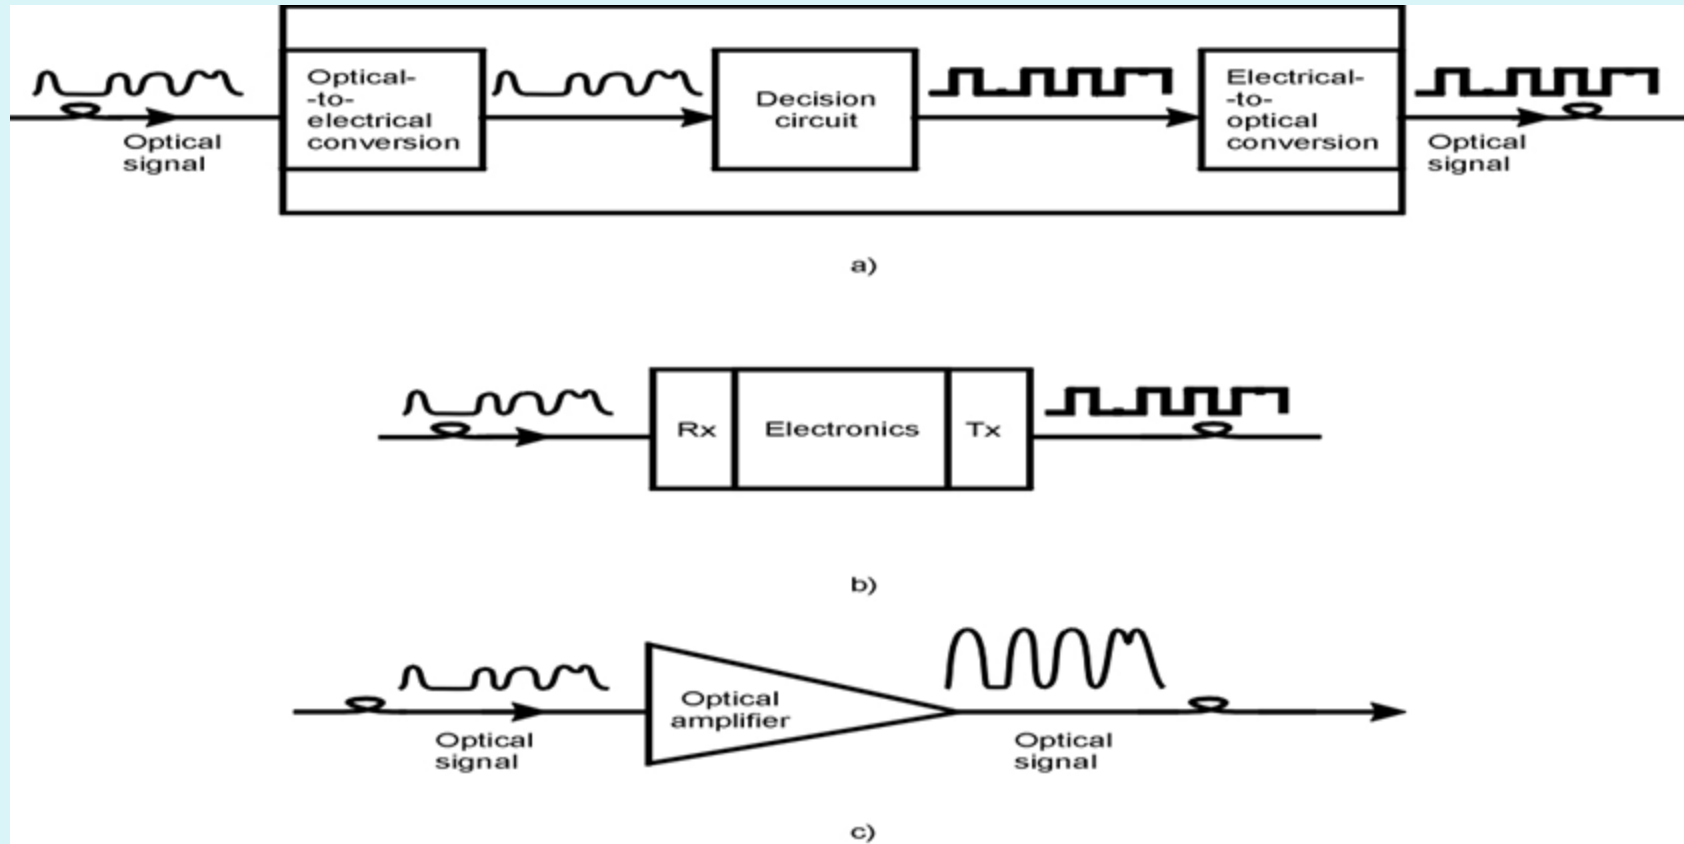 Optical-
-to-
electrical
conversion
Decision
circuit
Electrical-
-to-
optical
conversion
Optical
signal
Optical
signal
a)
Rx
Electronics
Tx
b)
Optical
amplifier
Optical
signal
Optical
signal
c)